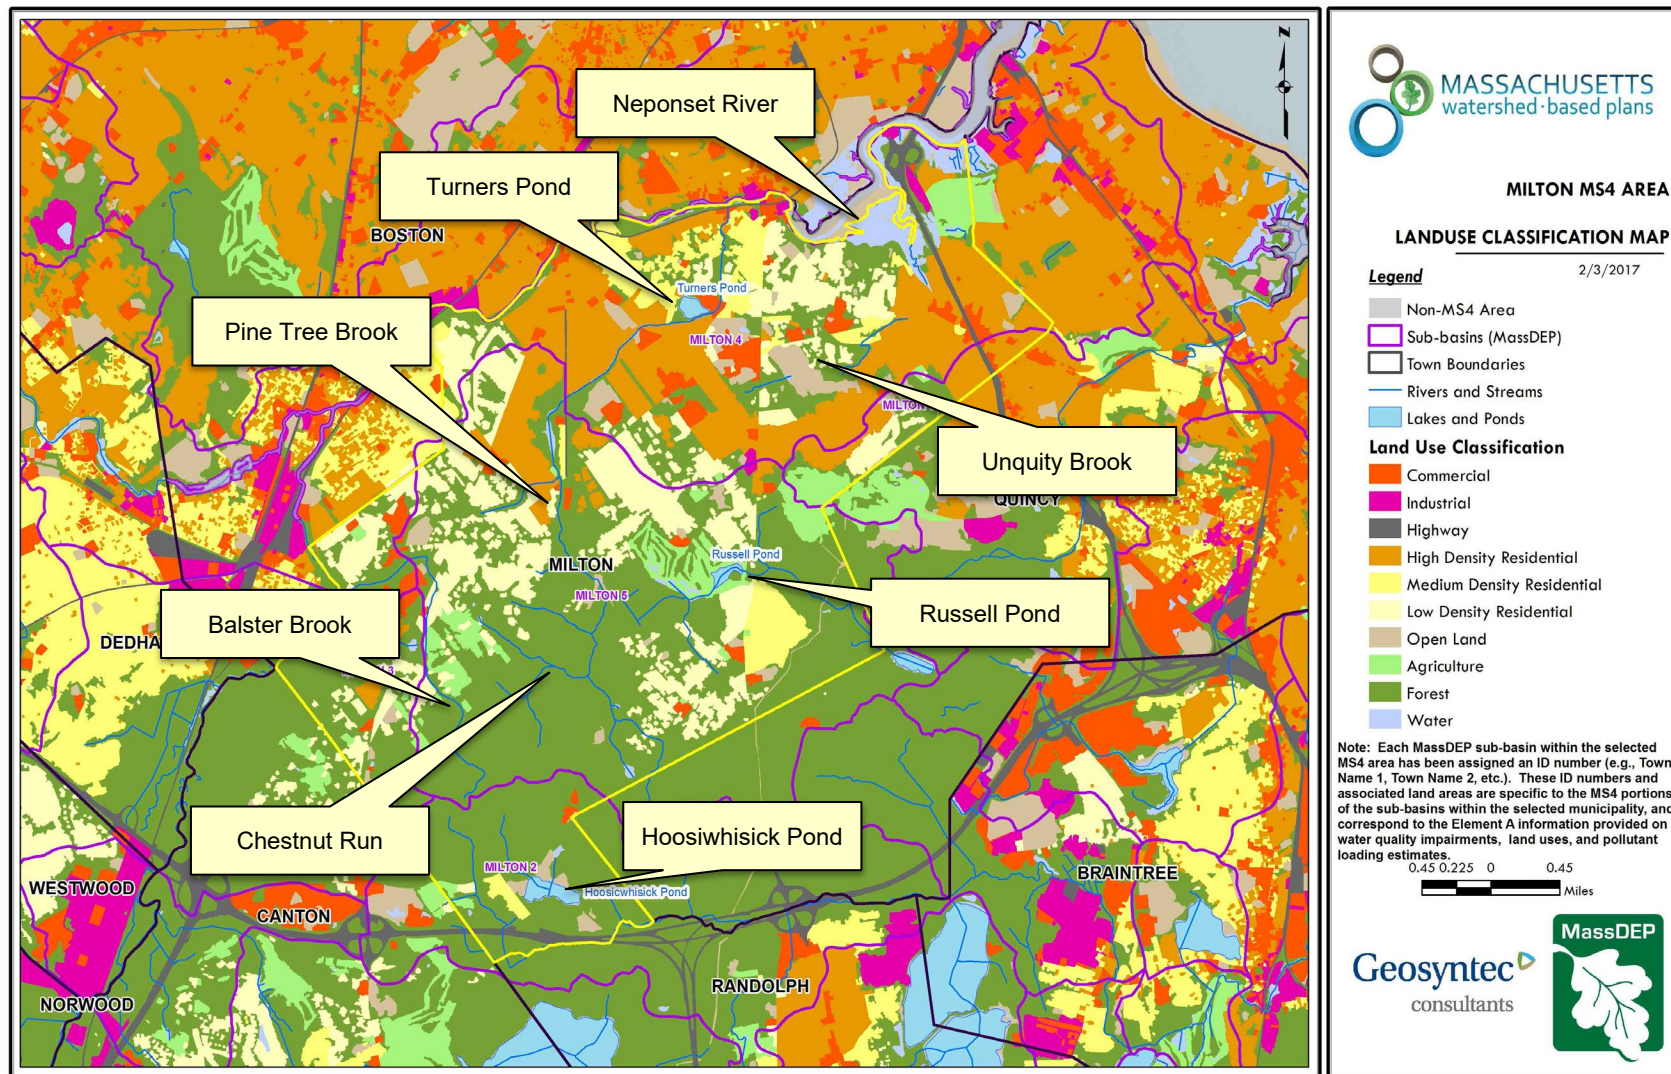 Neponset River
Turners Pond
BOSTON
Turners Pond
Pine Tree Brook
MILTON 4
MILTON
Unquity Brook
QUINCY
Russell Pond
MILTON
MILTON 5
Russell Pond
Balster Brook
DEDHA
3
Chestnut Run
Hoosiwhisick Pond
MILTON 2
Hoosicwhisick Pond
WESTWOOD
CANTON
BRAINTREE
NORWOOD
RANDOLPH
N
MASSACHUSETTS
watershed·based plans
MILTON MS4 AREA
LANDUSE CLASSIFICATION MAP
2/3/2017
Legend
Non-MS4 Area
Sub-basins (MassDEP)
Town Boundaries
Rivers and Streams
Lakes and Ponds
Land Use Classification
Commercial
Industrial
Highway
High Density Residential
Medium Density Residential
Low Density Residential
Open Land
Agriculture
Forest
Water
Note: Each MassDEP sub-basin within the selected
MS4 area has been assigned an ID number (e.g., Town
Name 1, Town Name 2, etc.). These ID numbers and
associated land areas are specific to the MS4 portions
of the sub-basins within the selected municipality, and
correspond to the Element A information provided on
water quality impairments, land uses, and pollutant
loading estimates.
0.45 0.225 0 0.45
Miles
Geosyntec
consultants
MassDEP